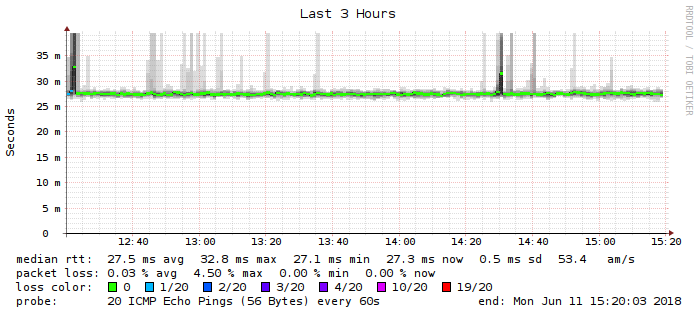 Last 3 Hours
RRDTOOL / TOBI OETIKER
Seconds
35 m
30 m
25 m
20 m
15 m
10 m
5 m
0
12:40 13:00 13:20 13:40 14:00 14:20 14:40 15:00 15:20
median rtt: 27.5 ms avg 32.8 ms max 27.1 ms min 27.3 ms now 0.5 ms sd 53.4 am/s
packet loss: 0.03 % avg 4.50 % max 0.00 % min 0.00 % now
loss color: 0 1/20 2/20 3/20 4/20 10/20 19/20
probe: 20 ICMP Echo Pings (56 Bytes) every 60s end: Mon Jun 11 15:20:03 2018